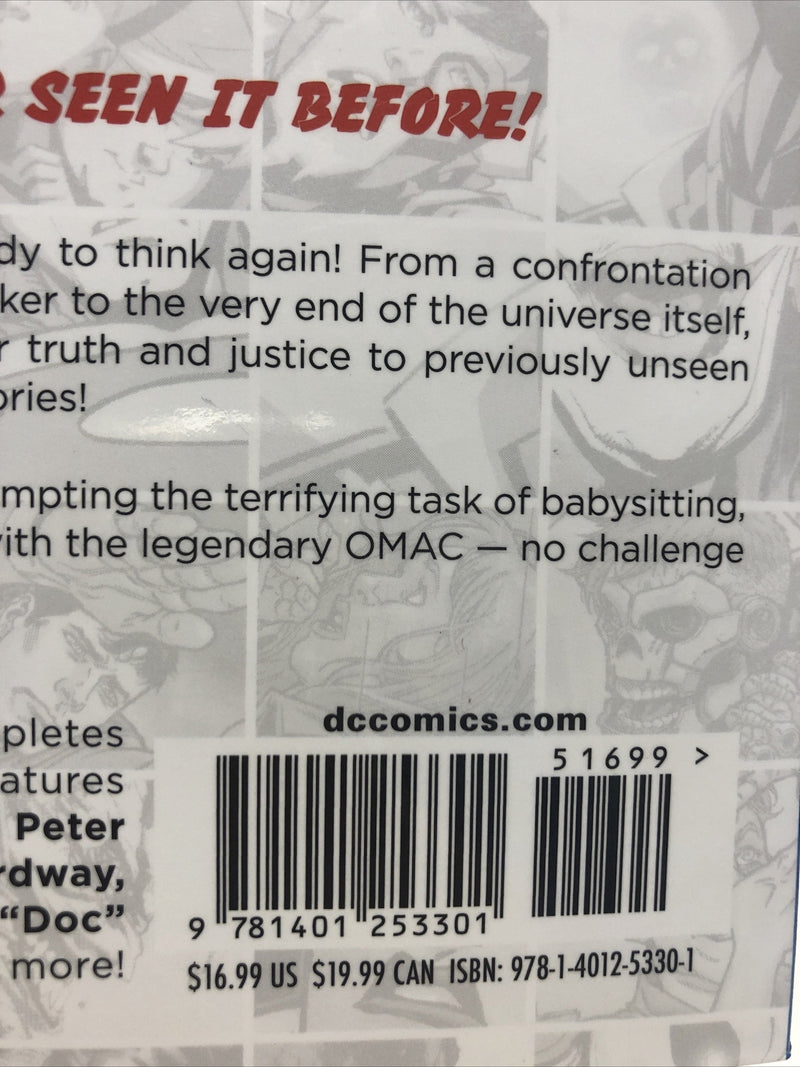 SEEN IT BEFORE!
dy to think again! From a confrontation
ker to the very end of the universe itself,
r truth and justice to previously unseen
ories!
mpting the terrifying task of babysitting,
ith the legendary OMAC — no challenge
pletes
atures
Peter
rdway,
“Doc”
more!
dccomics.com
51699 >
9 781401 253301
$16.99 US $19.99 CAN ISBN: 978-1-4012-5330-1